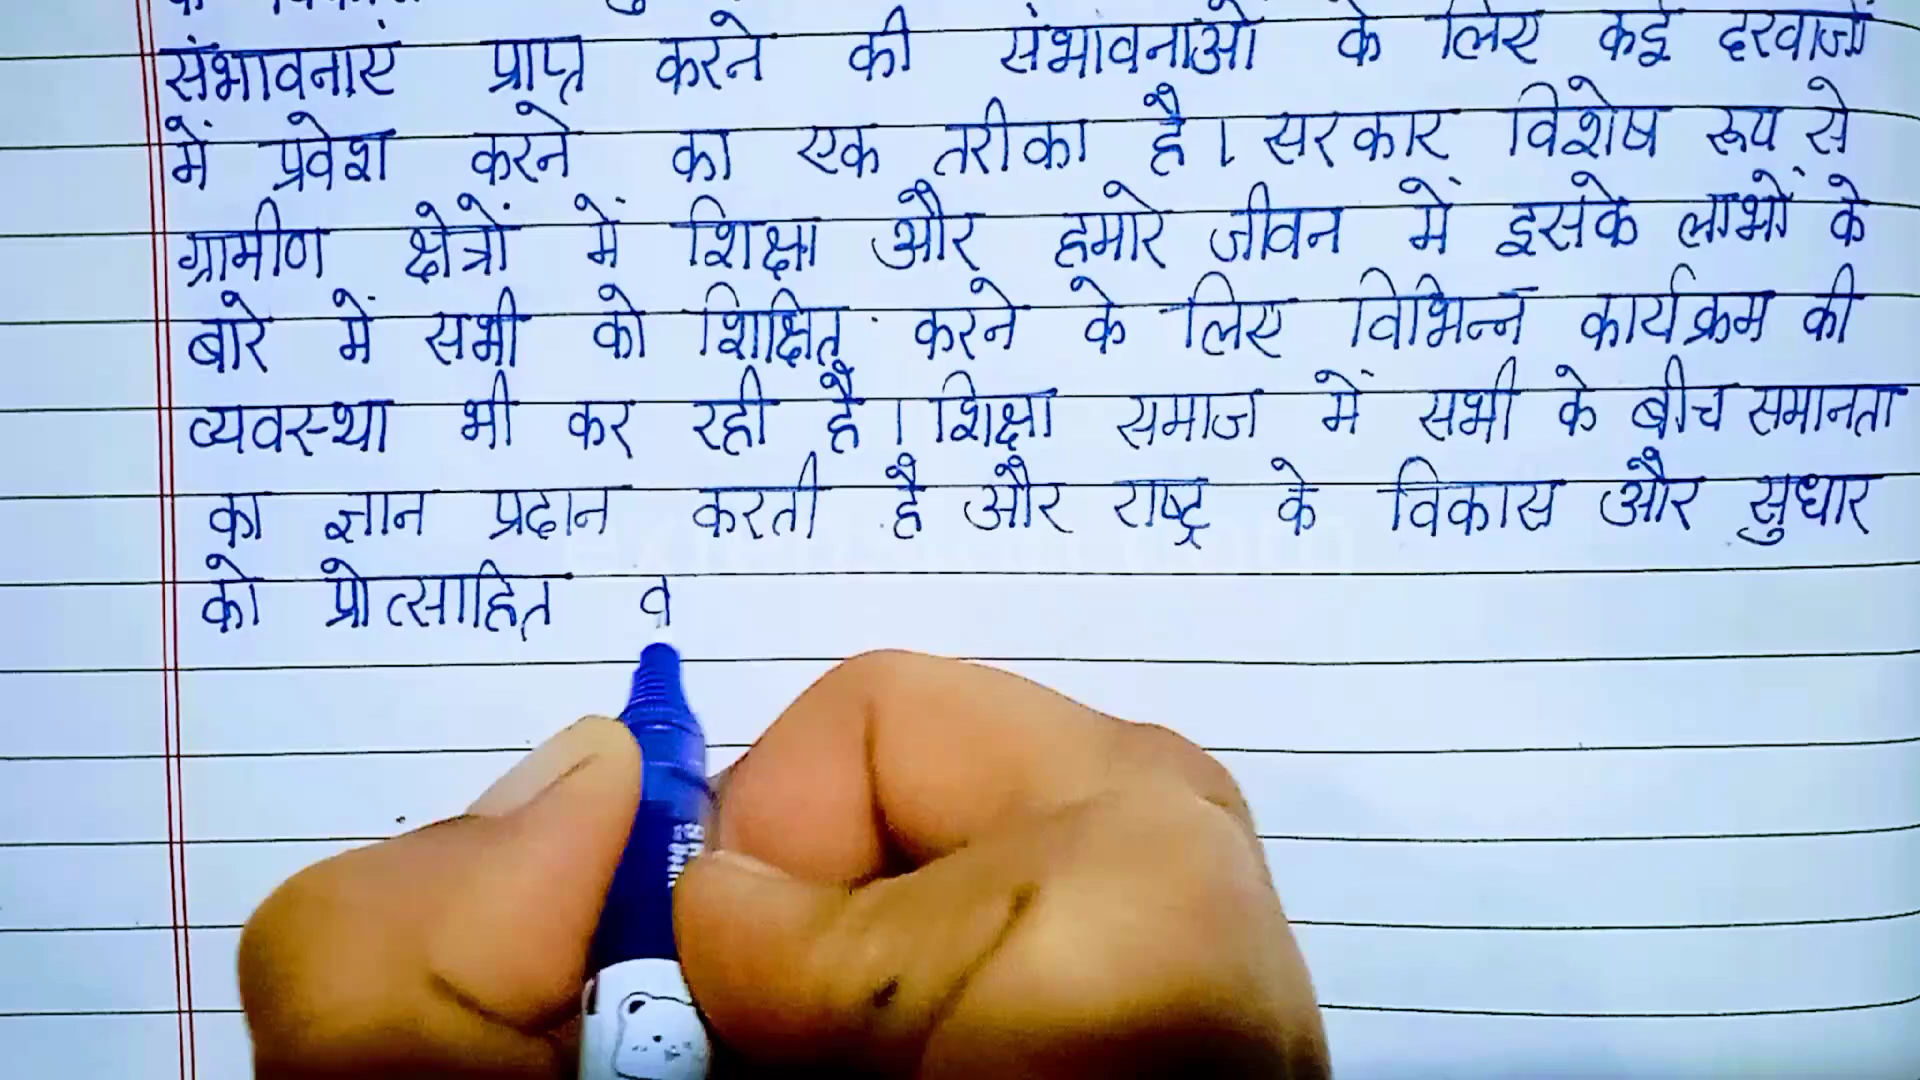 के विकास
संभावनाएं प्राप्त करने की संभावनाओं के लिए कई दरवाजों
में प्रवेश करने का एक तरीका है। सरकार विशेष रूप से
ग्रामीण क्षेत्रों में शिक्षा और हमारे जीवन में इसके लाभों के
बारे में सभी को शिक्षित करने के लिए विभिन्न कार्यक्रम की
व्यवस्था भी कर रही है। शिक्षा समाज में सभी के बीच समानता
का ज्ञान प्रदान करती है और राष्ट्र के विकास और सुधार
को प्रोत्साहित व